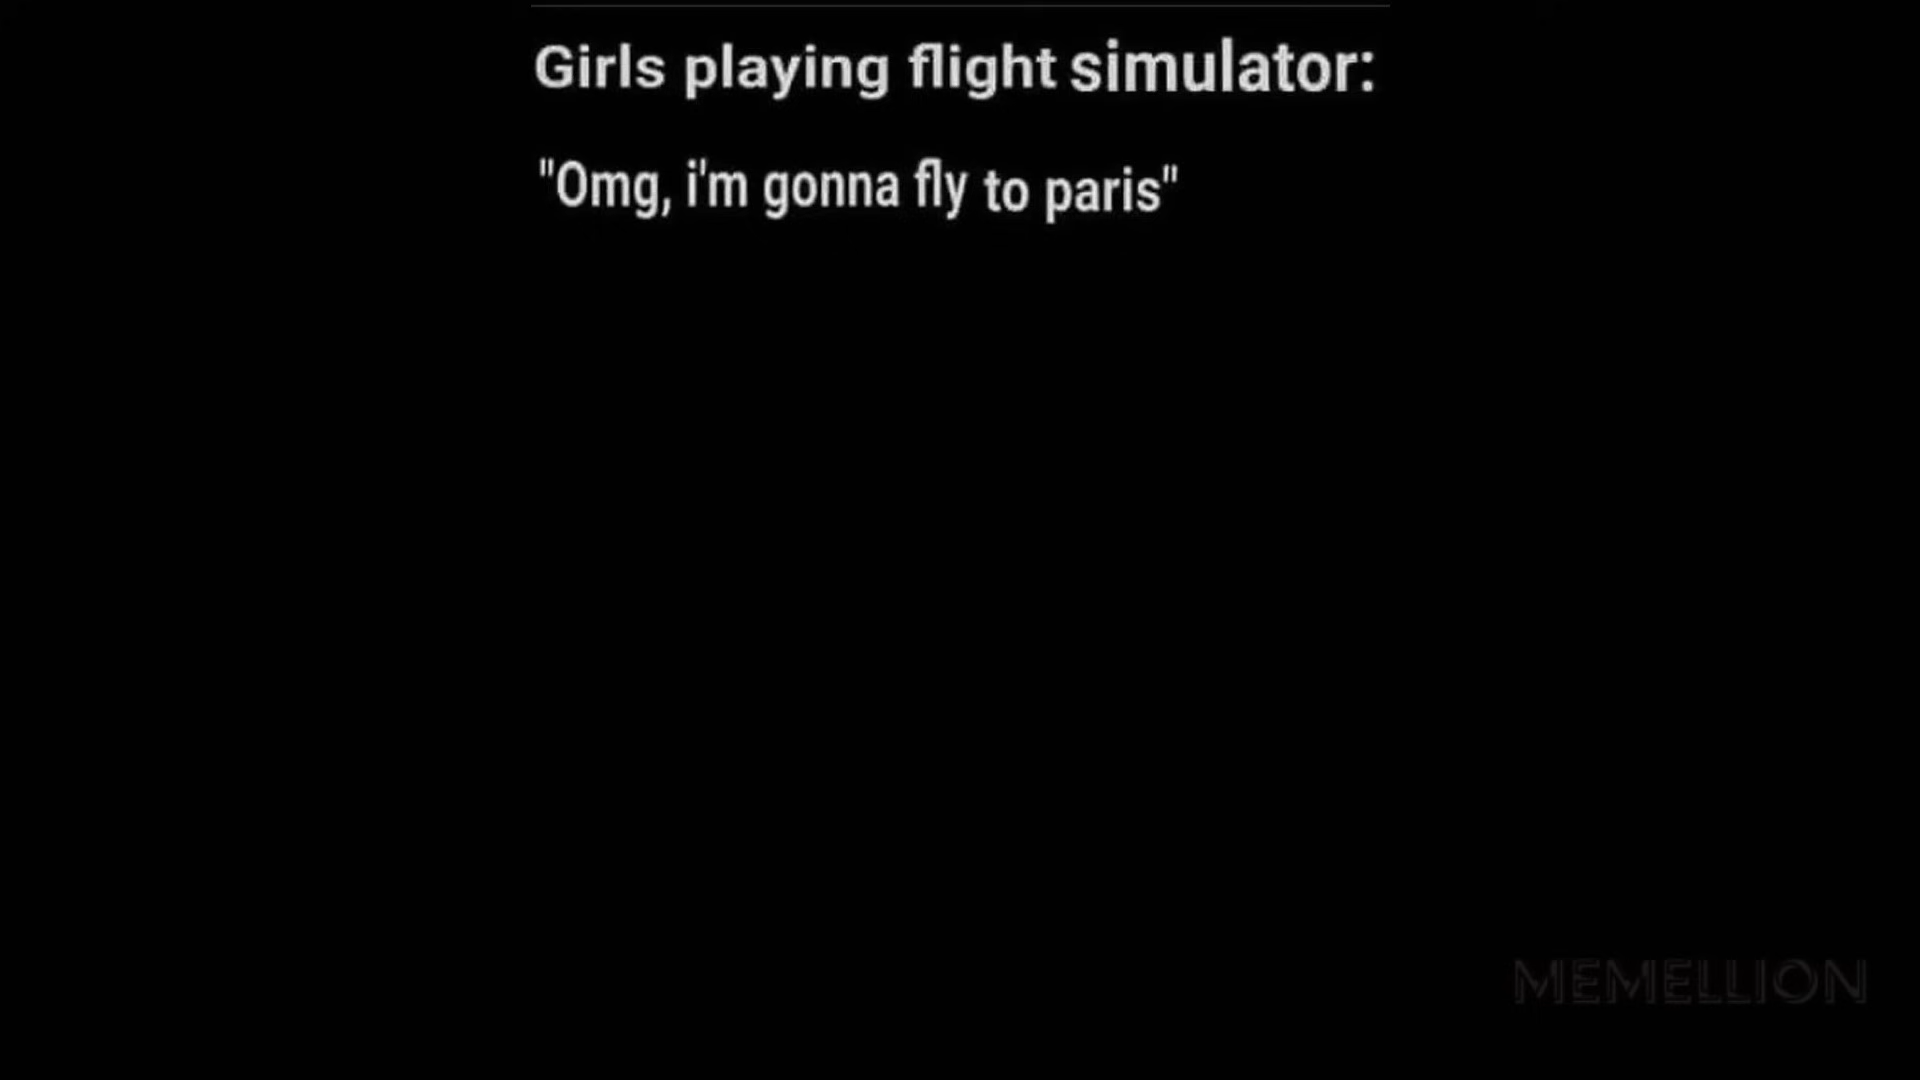 Girls playing flight simulator:
"Omg, i'm gonna fly to paris"
MEMELLION